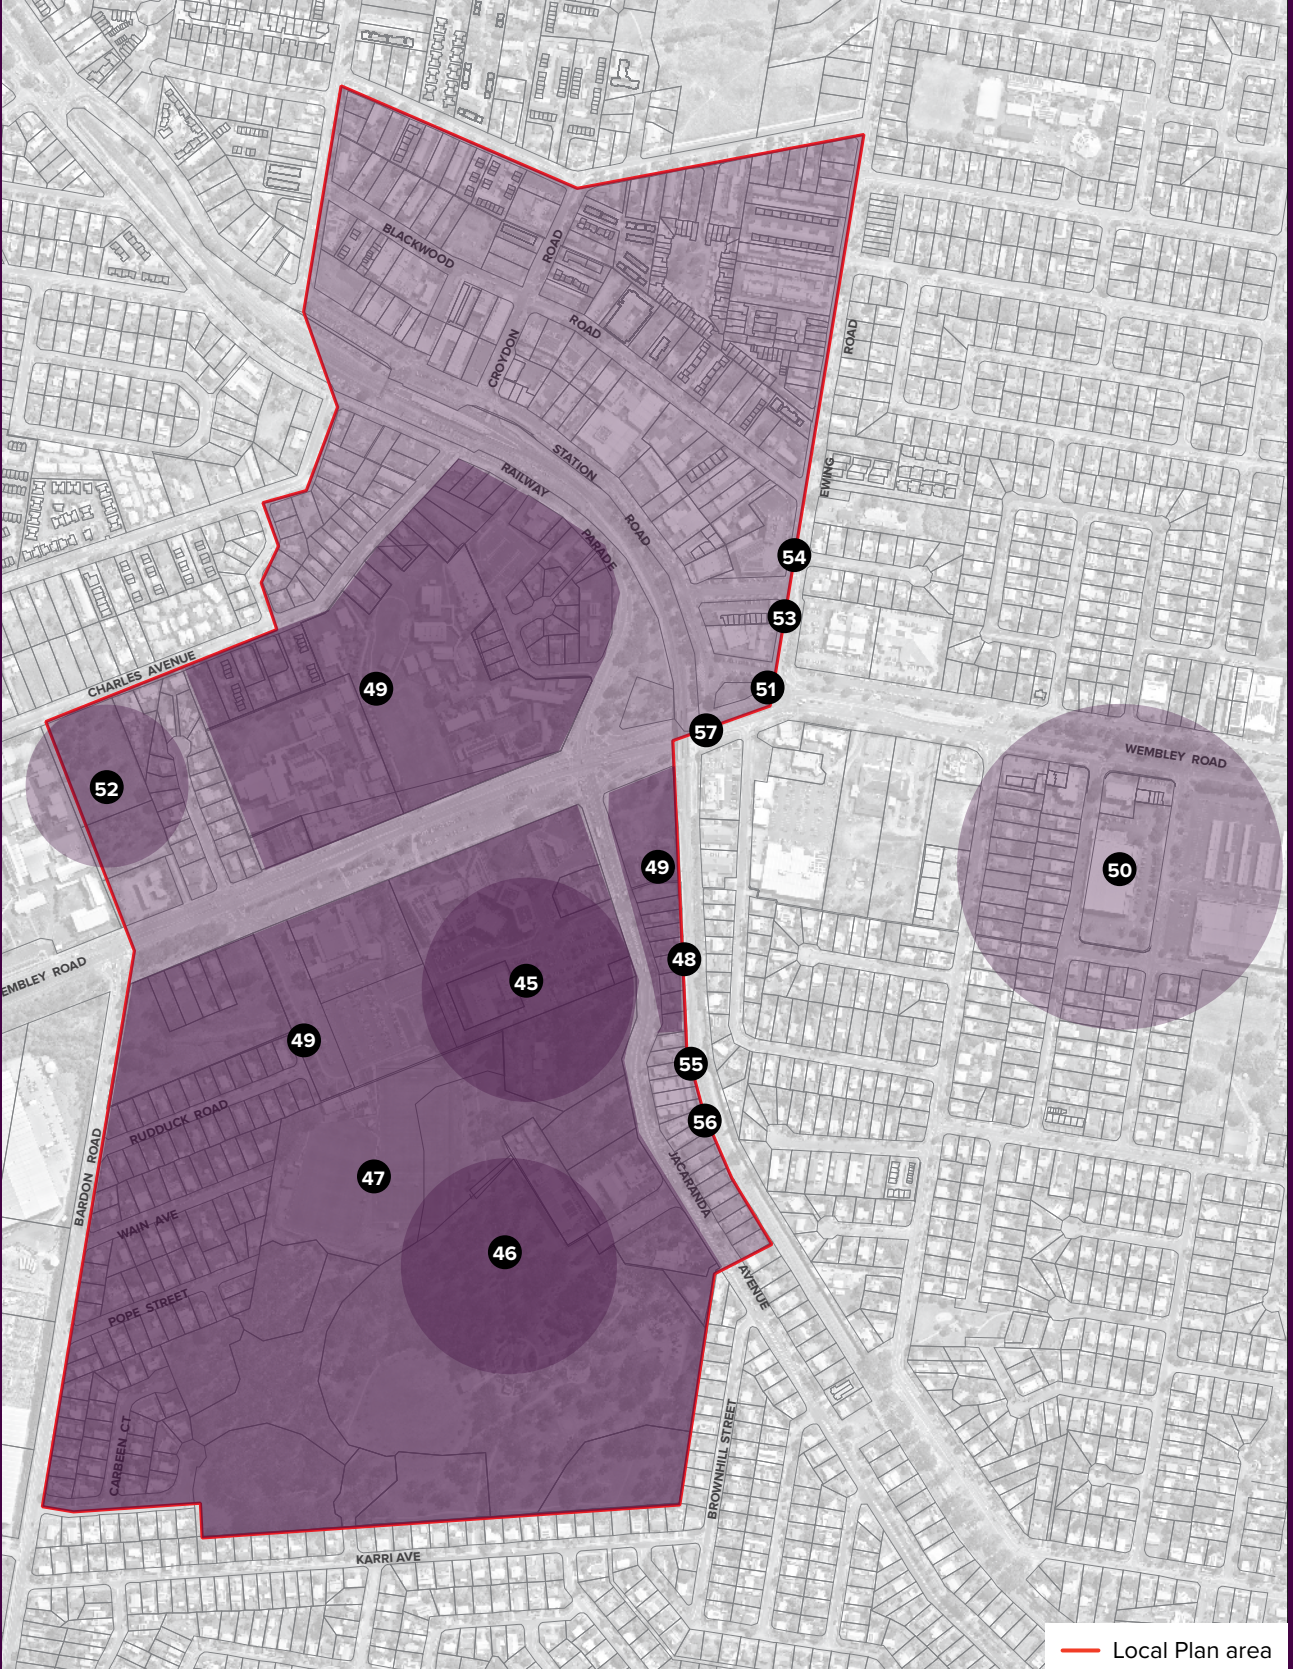 BLACKWOOD
ROAD
ROAD
CROYDON
ROAD
STATION
RAILWAY
EWING
ROAD
PARADE
54
53
CHARLES AVENUE
49
51
57
52
WEMBLEY ROAD
49
50
48
EMBLEY ROAD
45
49
55
RUDDUCK ROAD
56
BARDON ROAD
47
JACARANDA
WAIN AVE
46
AVENUE
POPE STREET
CARBEEN CT
BROWNHILL STREET
KARRI AVE
Local Plan area